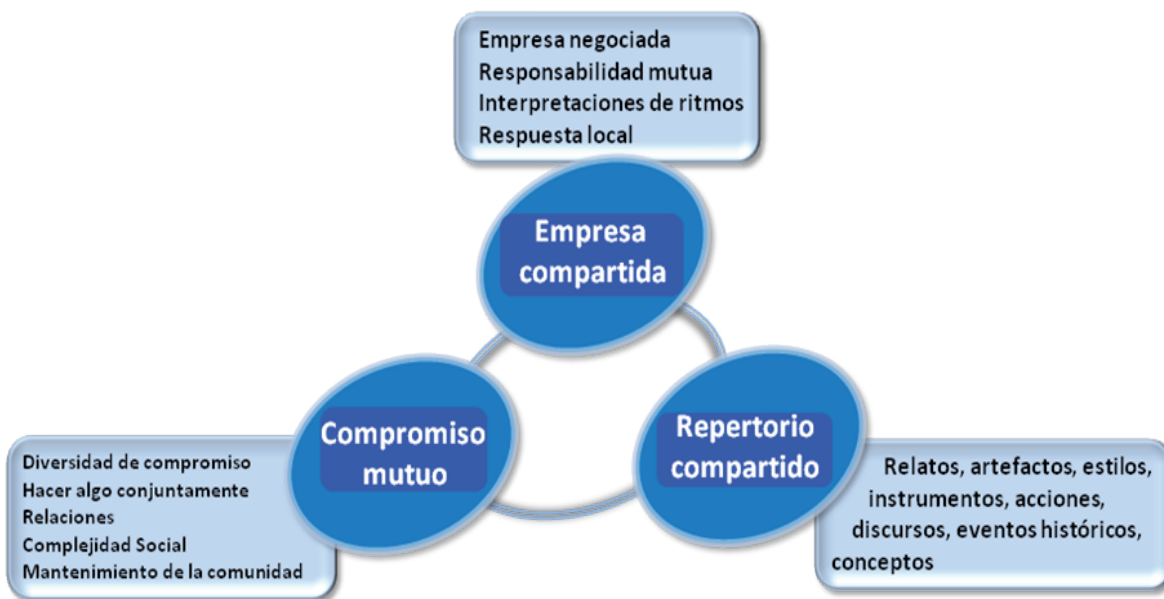 Empresa negociada
Responsabilidad mutua
Interpretaciones de ritmos
Respuesta local
Empresa
compartida
Compromiso
mutuo
Repertorio
compartido
Diversidad de compromiso
Hacer algo conjuntamente
Relaciones
Complejidad Social
Mantenimiento de la comunidad
Relatos, artefactos, estilos,
instrumentos, acciones,
discursos, eventos históricos,
conceptos